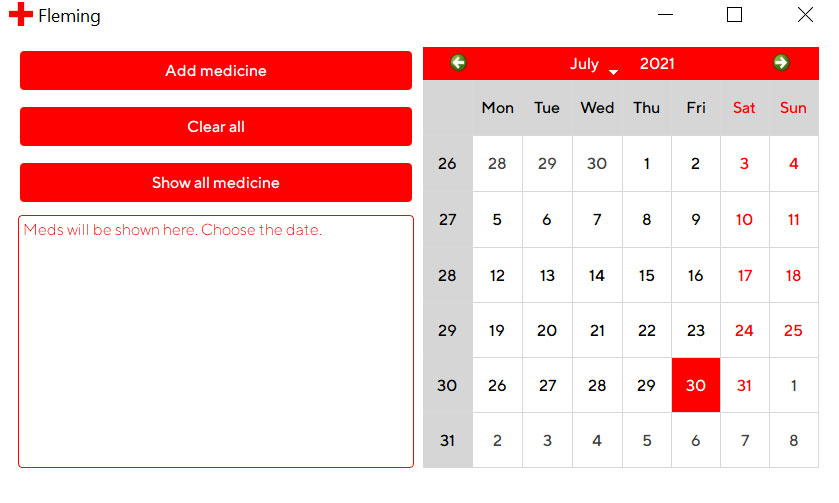 Fleming
Add medicine
Clear all
Show all medicine
Meds will be shown here. Choose the date.
July 2021
Mon Tue Wed Thu Fri Sat Sun
26 28 29 30 1 2 3 4
27 5 6 7 8 9 10 11
28 12 13 14 15 16 17 18
29 19 20 21 22 23 24 25
30 26 27 28 29 30 31 1
31 2 3 4 5 6 7 8